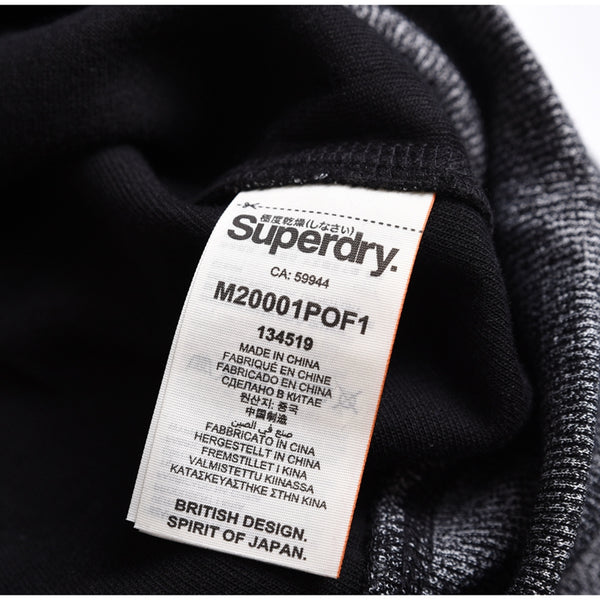 極度乾燥(しなさい)
Superdry.
CA: 59944
M20001POF1
134519
MADE IN CHINA
FABRIQUÉ EN CHINE
FABRICADO EN CHINA
СДЕЛАНО В КИТАЕ
원산지: 중국
中国制造
صنع في الصين
FABBRICATO IN CINA
HERGESTELLT IN CHINA
FREMSTILLET I KINA
VALMISTETTU KIINASSA
ΚΑΤΑΣΚΕΥΑΣΤΗΚΕ ΣΤΗΝ ΚΙΝΑ
BRITISH DESIGN.
SPIRIT OF JAPAN.